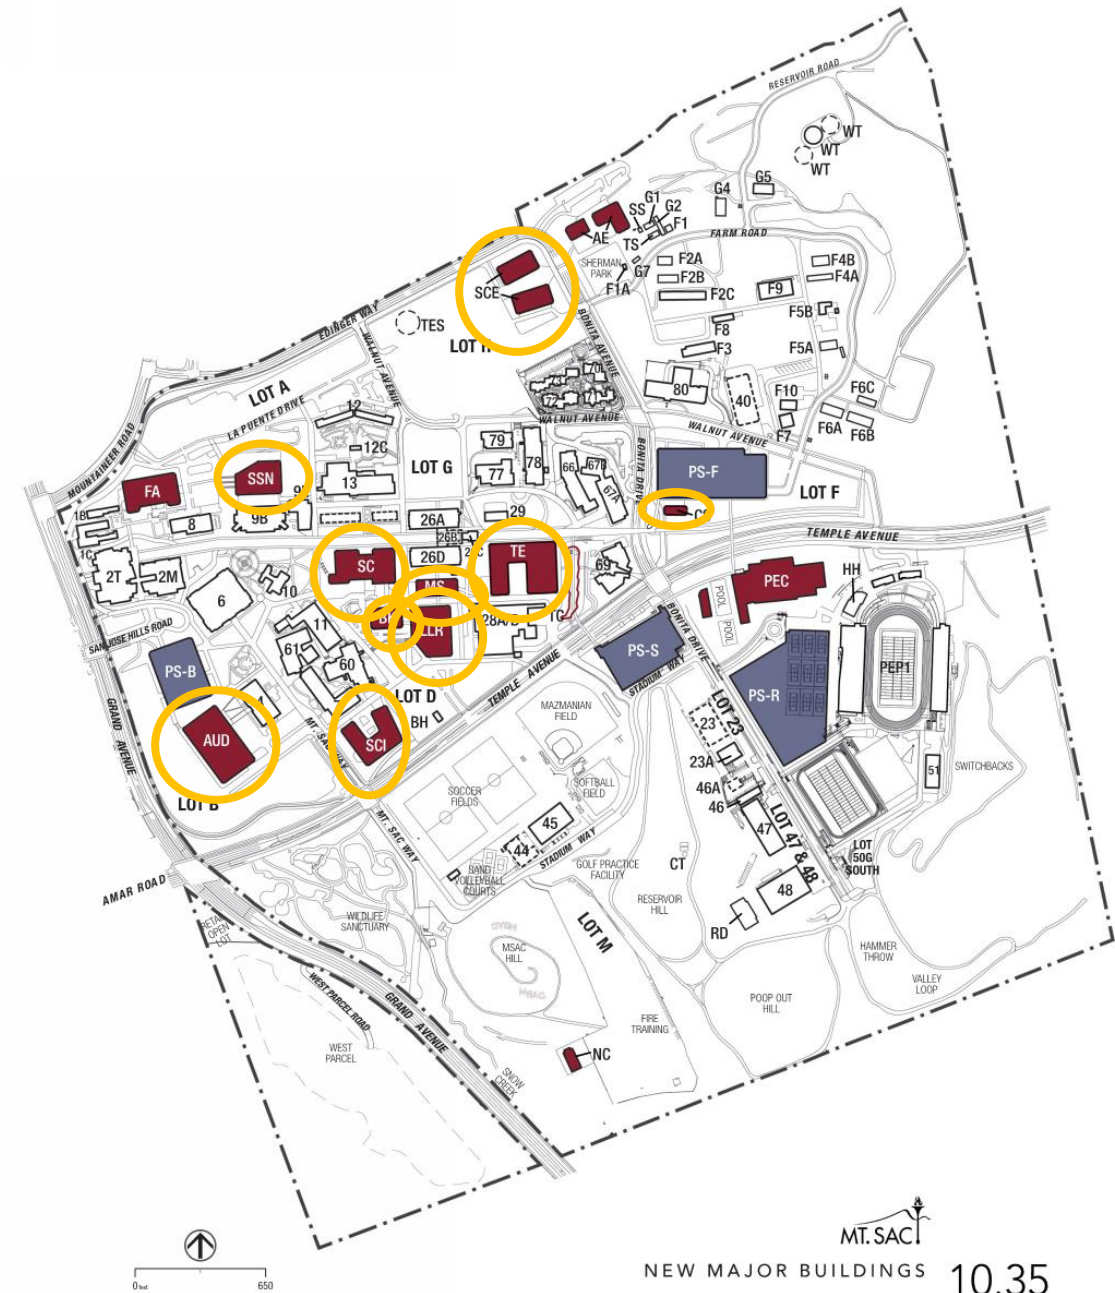 RESERVOIR ROAD
WT
WT
WT
G5
G4
G1
SS
G2
F1
AE
TS
FARM ROAD
SHERMAN
PARK
G7
F1A
F2A
F2B
F2C
F4B
F4A
F9
F5B
F8
F3
F5A
SCE
EDINGER WAY
TES
BONITA AVENUE
WALNUT AVENUE
LOT A
LA PUENTE DRIVE
MOUNTAINEER ROAD
70L
73
72
71
80
40
F10
F6C
F6A
F6B
F7
WALNUT AVENUE
WALNUT AVENUE
12
12C
LOT G
79
77
78
66
67B
67A
BONITA DRIVE
PS-F
LOT F
SSN
FA
13
9B
8
1B
1C
26A
29
26B
26D
TE
TEMPLE AVENUE
SC
MS
69
PEC
HH
2T
2M
6
10
11
LLR
28A/B
TC
POOL
POOL
SAN JOSE HILLS ROAD
61
60
PS-B
4
LOT D
BH
TEMPLE AVENUE
PS-S
STADIUM WAY
BONITA DRIVE
PS-R
PEP1
GRAND AVENUE
AUD
MT. SAC WAY
SCI
LOT B
MAZMANIAN
FIELD
LOT 23
23
23A
46A
46
47
LOT 47 & 48
51
SWITCHBACKS
SOCCER
FIELDS
SOFTBALL
FIELD
45
44
STADIUM WAY
MT. SAC WAY
SAND
VOLLEYBALL
COURTS
GOLF PRACTICE
FACILITY
CT
LOT
50G
SOUTH
48
RD
RESERVOIR
HILL
AMAR ROAD
RETAIL
OPEN
LOT
WILDLIFE
SANCTUARY
MSAC
HILL
LOT M
HAMMER
THROW
VALLEY
LOOP
POOP OUT
HILL
WEST PARCEL ROAD
GRAND AVENUE
WEST
PARCEL
FIRE
TRAINING
NC
SNOW
CREEK
MT. SAC
NEW MAJOR BUILDINGS 10.35
0 feet 650